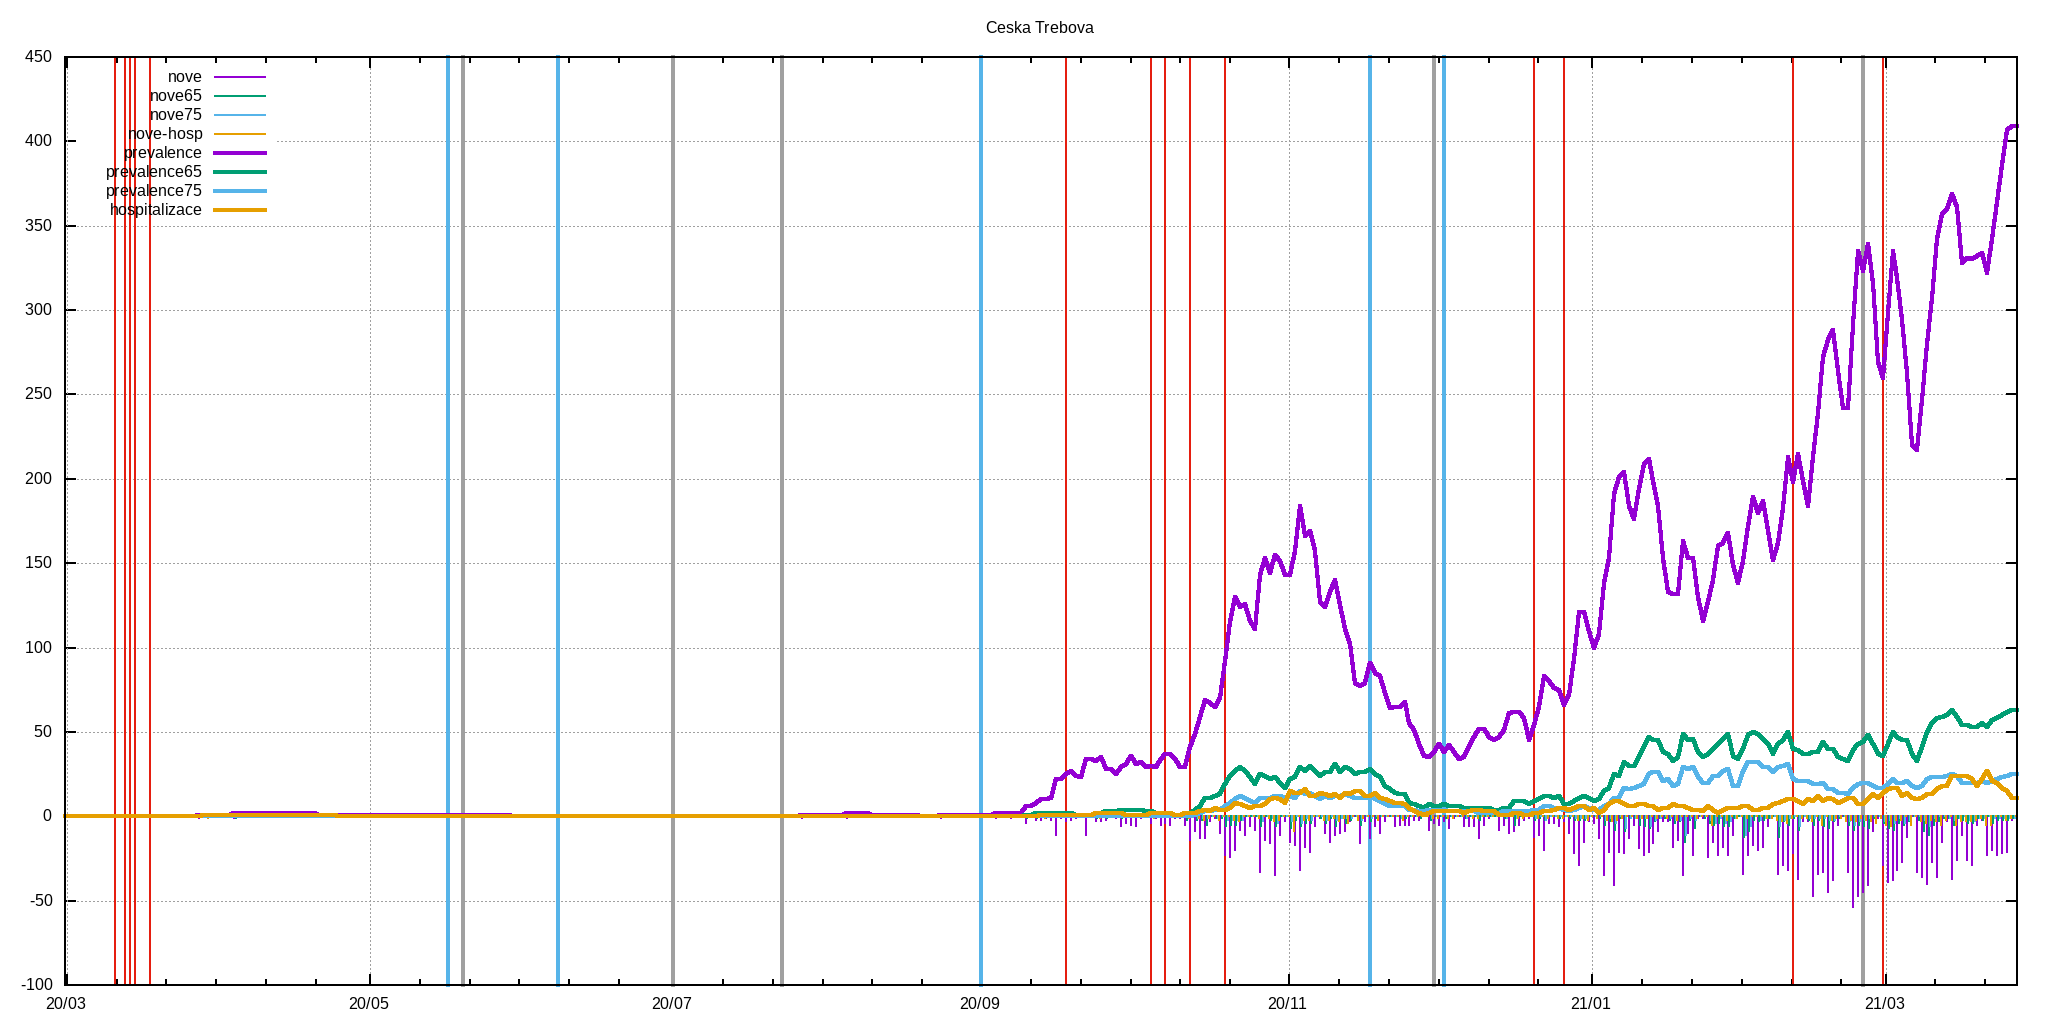 Ceska Trebova
450
400
350
300
250
200
150
100
50
0
-50
-100
nove
nove65
nove75
nove-hosp
prevalence
prevalence65
prevalence75
hospitalizace
20/03
20/05
20/07
20/09
20/11
21/01
21/03